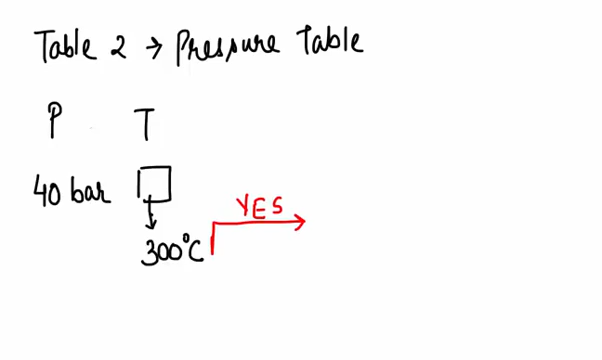 Table 2 → Pressure Table
P T
40 bar
YES
300°C